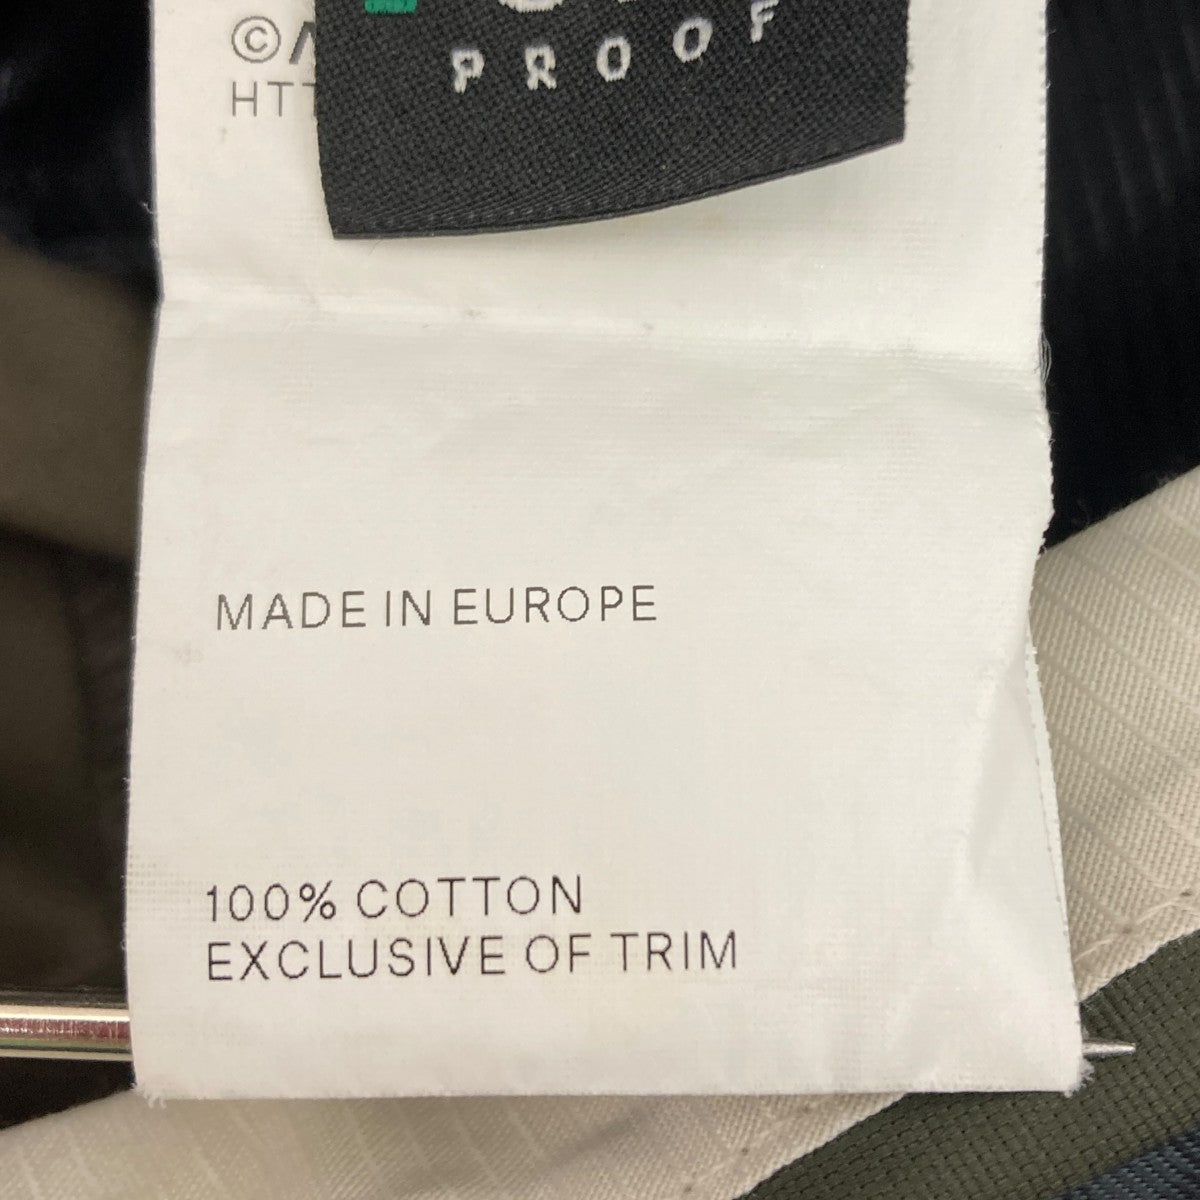 PROOF
©
MADE IN EUROPE
100% COTTON
EXCLUSIVE OF TRIM